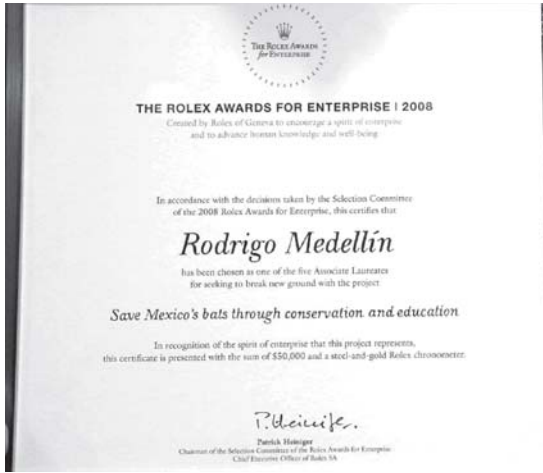 THE ROLEX AWARDS
for ENTERPRISE
THE ROLEX AWARDS FOR ENTERPRISE | 2008
Created by Rolex of Geneva to encourage a spirit of enterprise
and to advance human knowledge and well-being
In accordance with the decisions taken by the Selection Committee
of the 2008 Rolex Awards for Enterprise, this certifies that
Rodrigo Medellín
has been chosen as one of the five Associate Laureates
for seeking to break new ground with the project
Save Mexico's bats through conservation and education
In recognition of the spirit of enterprise that this project represents,
this certificate is presented with the sum of $50,000 and a steel-and-gold Rolex chronometer.
P. Heiniger.
Patrick Heiniger
Chairman of the Selection Committee of the Rolex Awards for Enterprise
Chief Executive Officer of Rolex SA